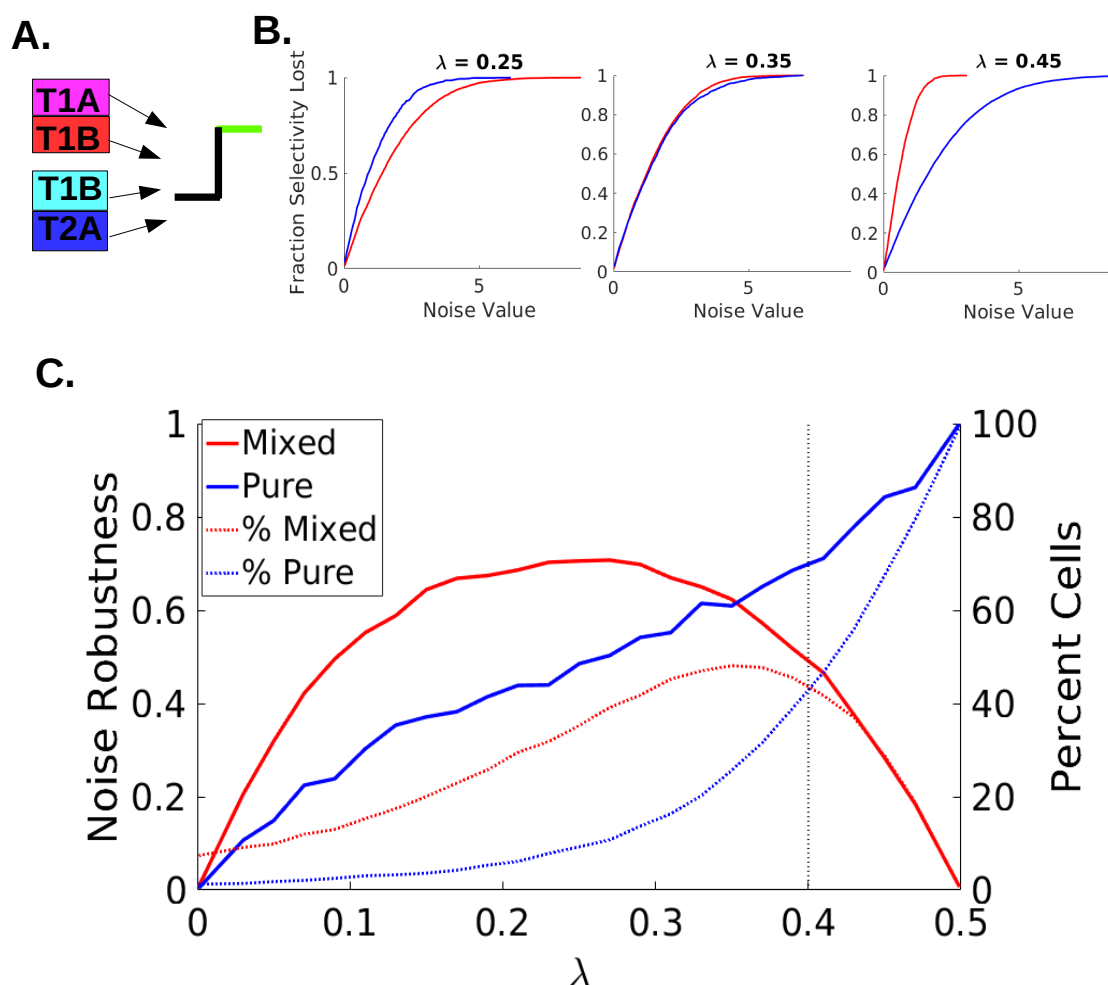 A.
T1A
T1B
T1B
T2A
B.
λ = 0.25
Fraction Selectivity Lost
1
0.5
0
0
5
Noise Value
λ = 0.35
1
0.8
0.6
0.4
0.2
0
0
5
Noise Value
λ = 0.45
1
0.8
0.6
0.4
0.2
0
0
5
Noise Value
C.
Mixed
Pure
% Mixed
% Pure
Noise Robustness
1
0.8
0.6
0.4
0.2
0
100
80
60
40
20
0
Percent Cells
0
0.1
0.2
0.3
0.4
0.5
λ